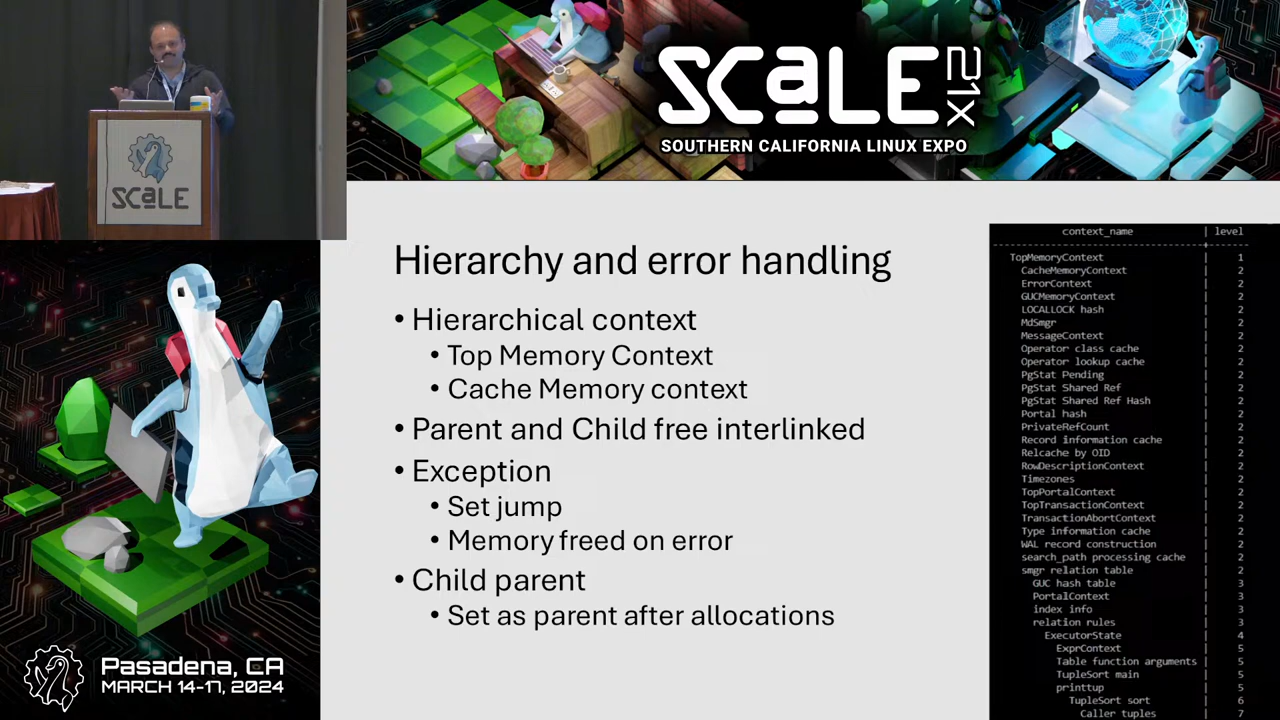 SCALE 21x
SOUTHERN CALIFORNIA LINUX EXPO
SCALE
Hierarchy and error handling
• Hierarchical context
• Top Memory Context
• Cache Memory context
• Parent and Child free interlinked
• Exception
• Set jump
• Memory freed on error
• Child parent
• Set as parent after allocations
context_name | level
TopMemoryContext | 1
CacheMemoryContext | 2
ErrorContext | 2
GUCMemoryContext | 2
LOCALLOCK hash | 2
MdSmgr | 2
MessageContext | 2
Operator class cache | 2
Operator lookup cache | 2
PgStat Pending | 2
PgStat Shared Ref | 2
PgStat Shared Ref Hash | 2
Portal hash | 2
PrivateRefCount | 2
Record information cache | 2
Relcache by OID | 2
RowDescriptionContext | 2
Timezones | 2
TopPortalContext | 2
TopTransactionContext | 2
TransactionAbortContext | 2
Type information cache | 2
WAL record construction | 2
search_path processing cache | 2
smgr relation table | 2
GUC hash table | 3
PortalContext | 3
index info | 3
relation rules | 3
ExecutorState | 4
ExprContext | 5
Table function arguments | 5
TupleSort main | 5
printtup | 5
TupleSort sort | 6
Caller tuples | 7
Pasadena, CA
MARCH 14-17, 2024